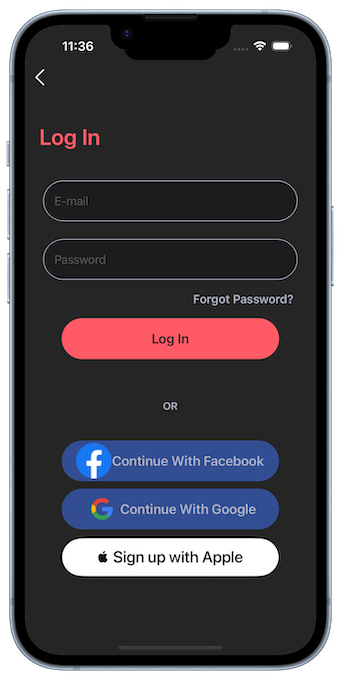 11:36
Log In
E-mail
Password
Forgot Password?
Log In
OR
Continue With Facebook
Continue With Google
Sign up with Apple